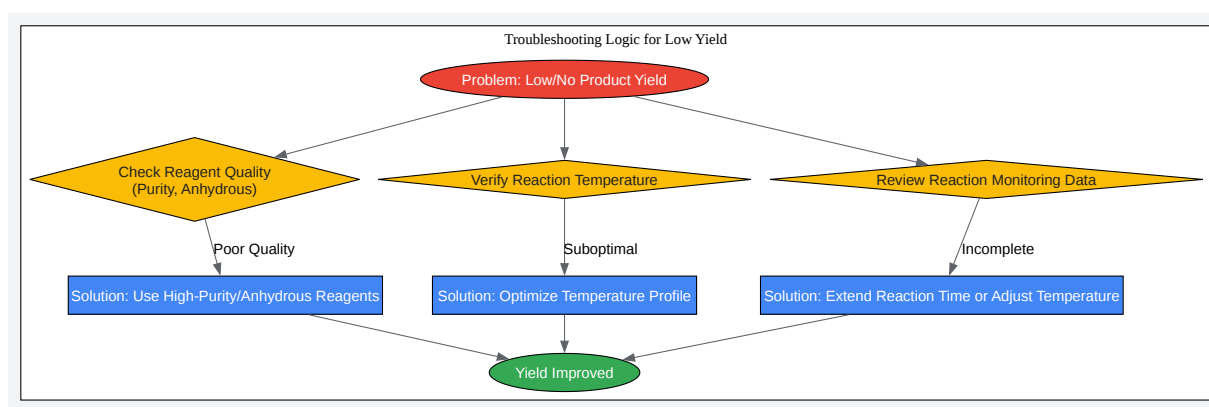 Troubleshooting Logic for Low Yield
Problem: Low/No Product Yield
Check Reagent Quality
(Purity, Anhydrous)
Verify Reaction Temperature
Review Reaction Monitoring Data
Poor Quality
Suboptimal
Incomplete
Solution: Use High-Purity/Anhydrous Reagents
Solution: Optimize Temperature Profile
Solution: Extend Reaction Time or Adjust Temperature
Yield Improved